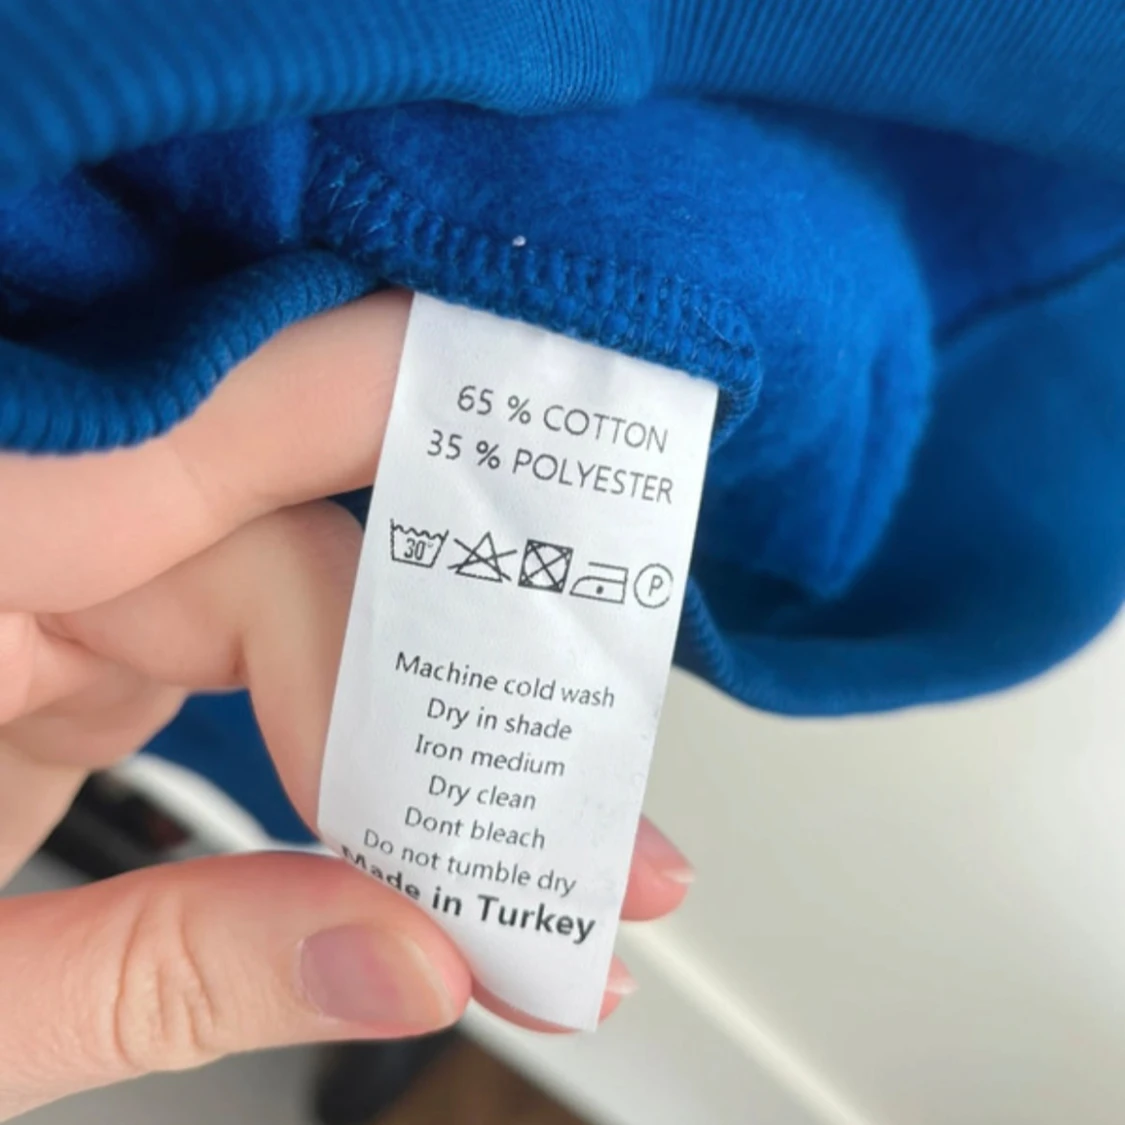 65 % COTTON
35 % POLYESTER
30°
P
Machine cold wash
Dry in shade
Iron medium
Dry clean
Dont bleach
Do not tumble dry
Made in Turkey